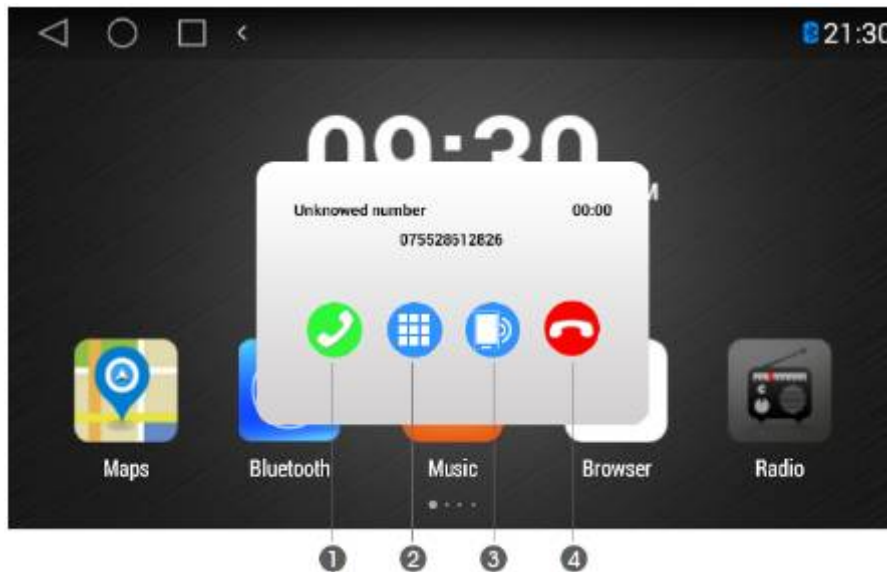 21:30
09:30
M
Unknowed number 00:00
075528612826
Maps Bluetooth Music Browser Radio
1 2 3 4